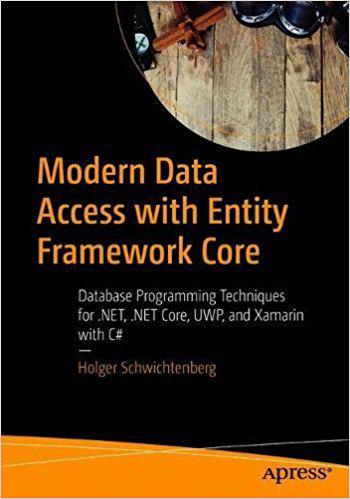 Modern Data
Access with Entity
Framework Core
Database Programming Techniques
for .NET, .NET Core, UWP, and Xamarin
with C#
—
Holger Schwichtenberg
Apress®